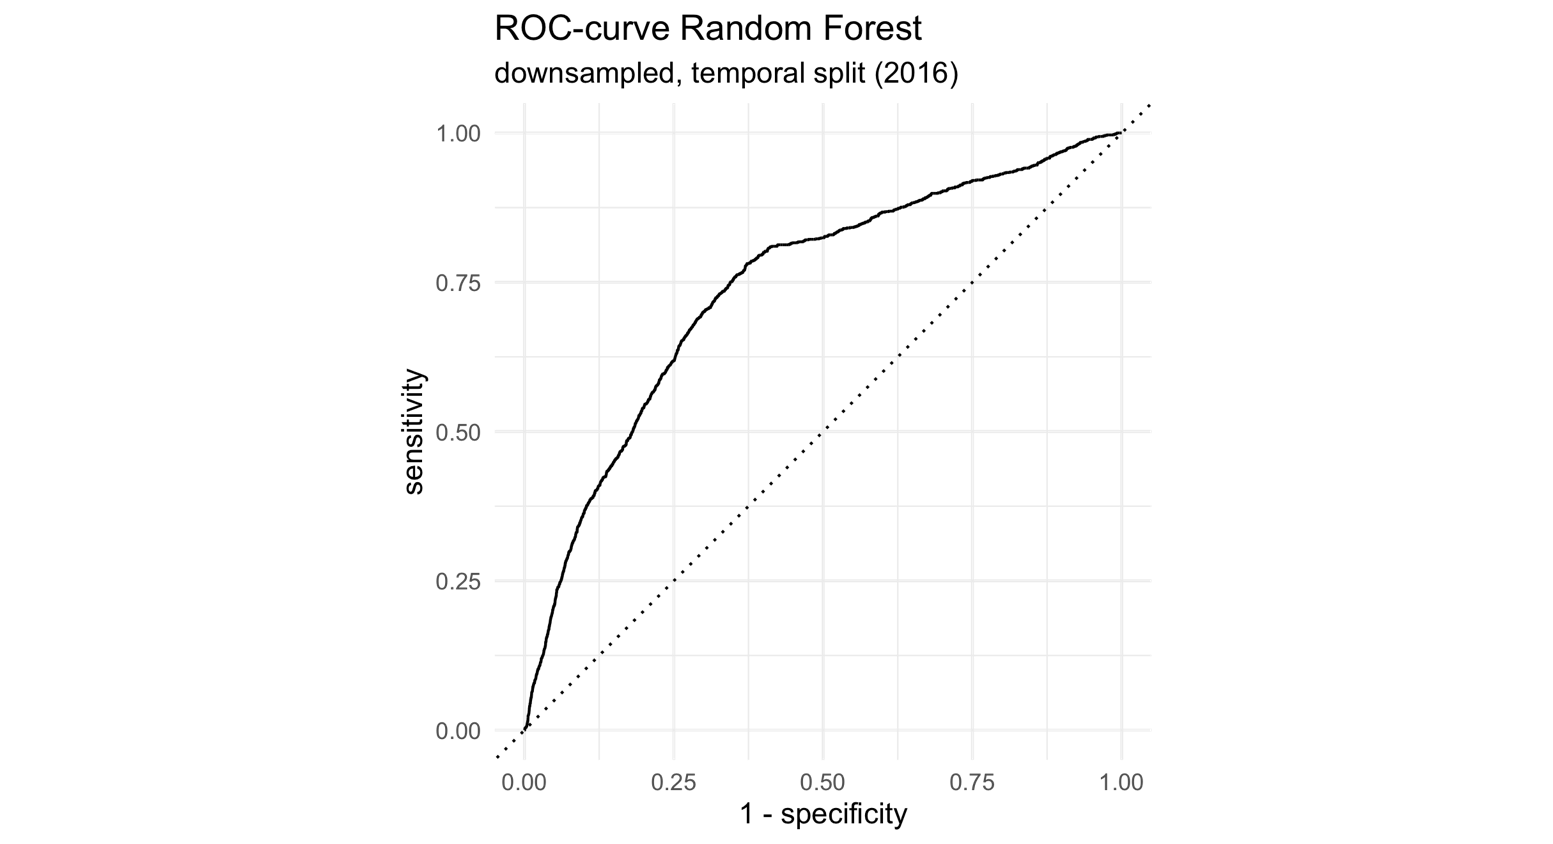 ROC-curve Random Forest
downsampled, temporal split (2016)
sensitivity
1.00
0.75
0.50
0.25
0.00
0.00 0.25 0.50 0.75 1.00
1 - specificity